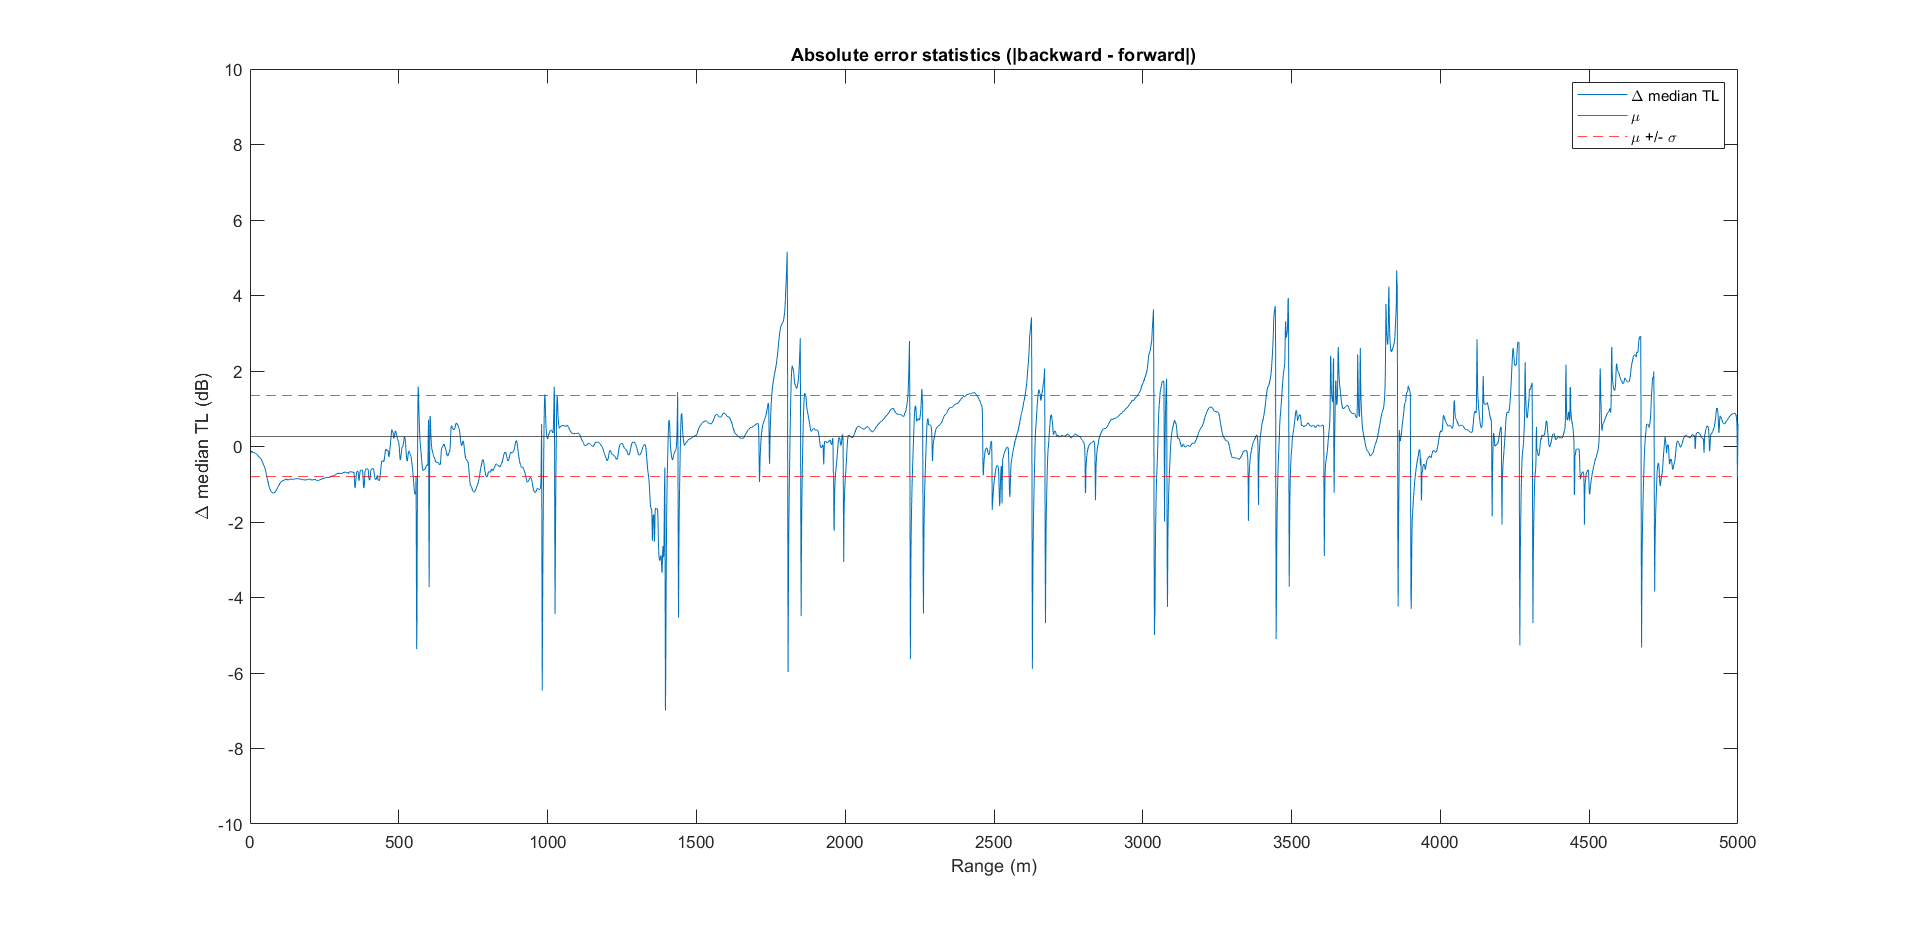 Absolute error statistics (|backward - forward|)
Δ median TL
μ
μ +/- σ
Δ median TL (dB)
10
8
6
4
2
0
-2
-4
-6
-8
-10
0 500 1000 1500 2000 2500 3000 3500 4000 4500 5000
Range (m)